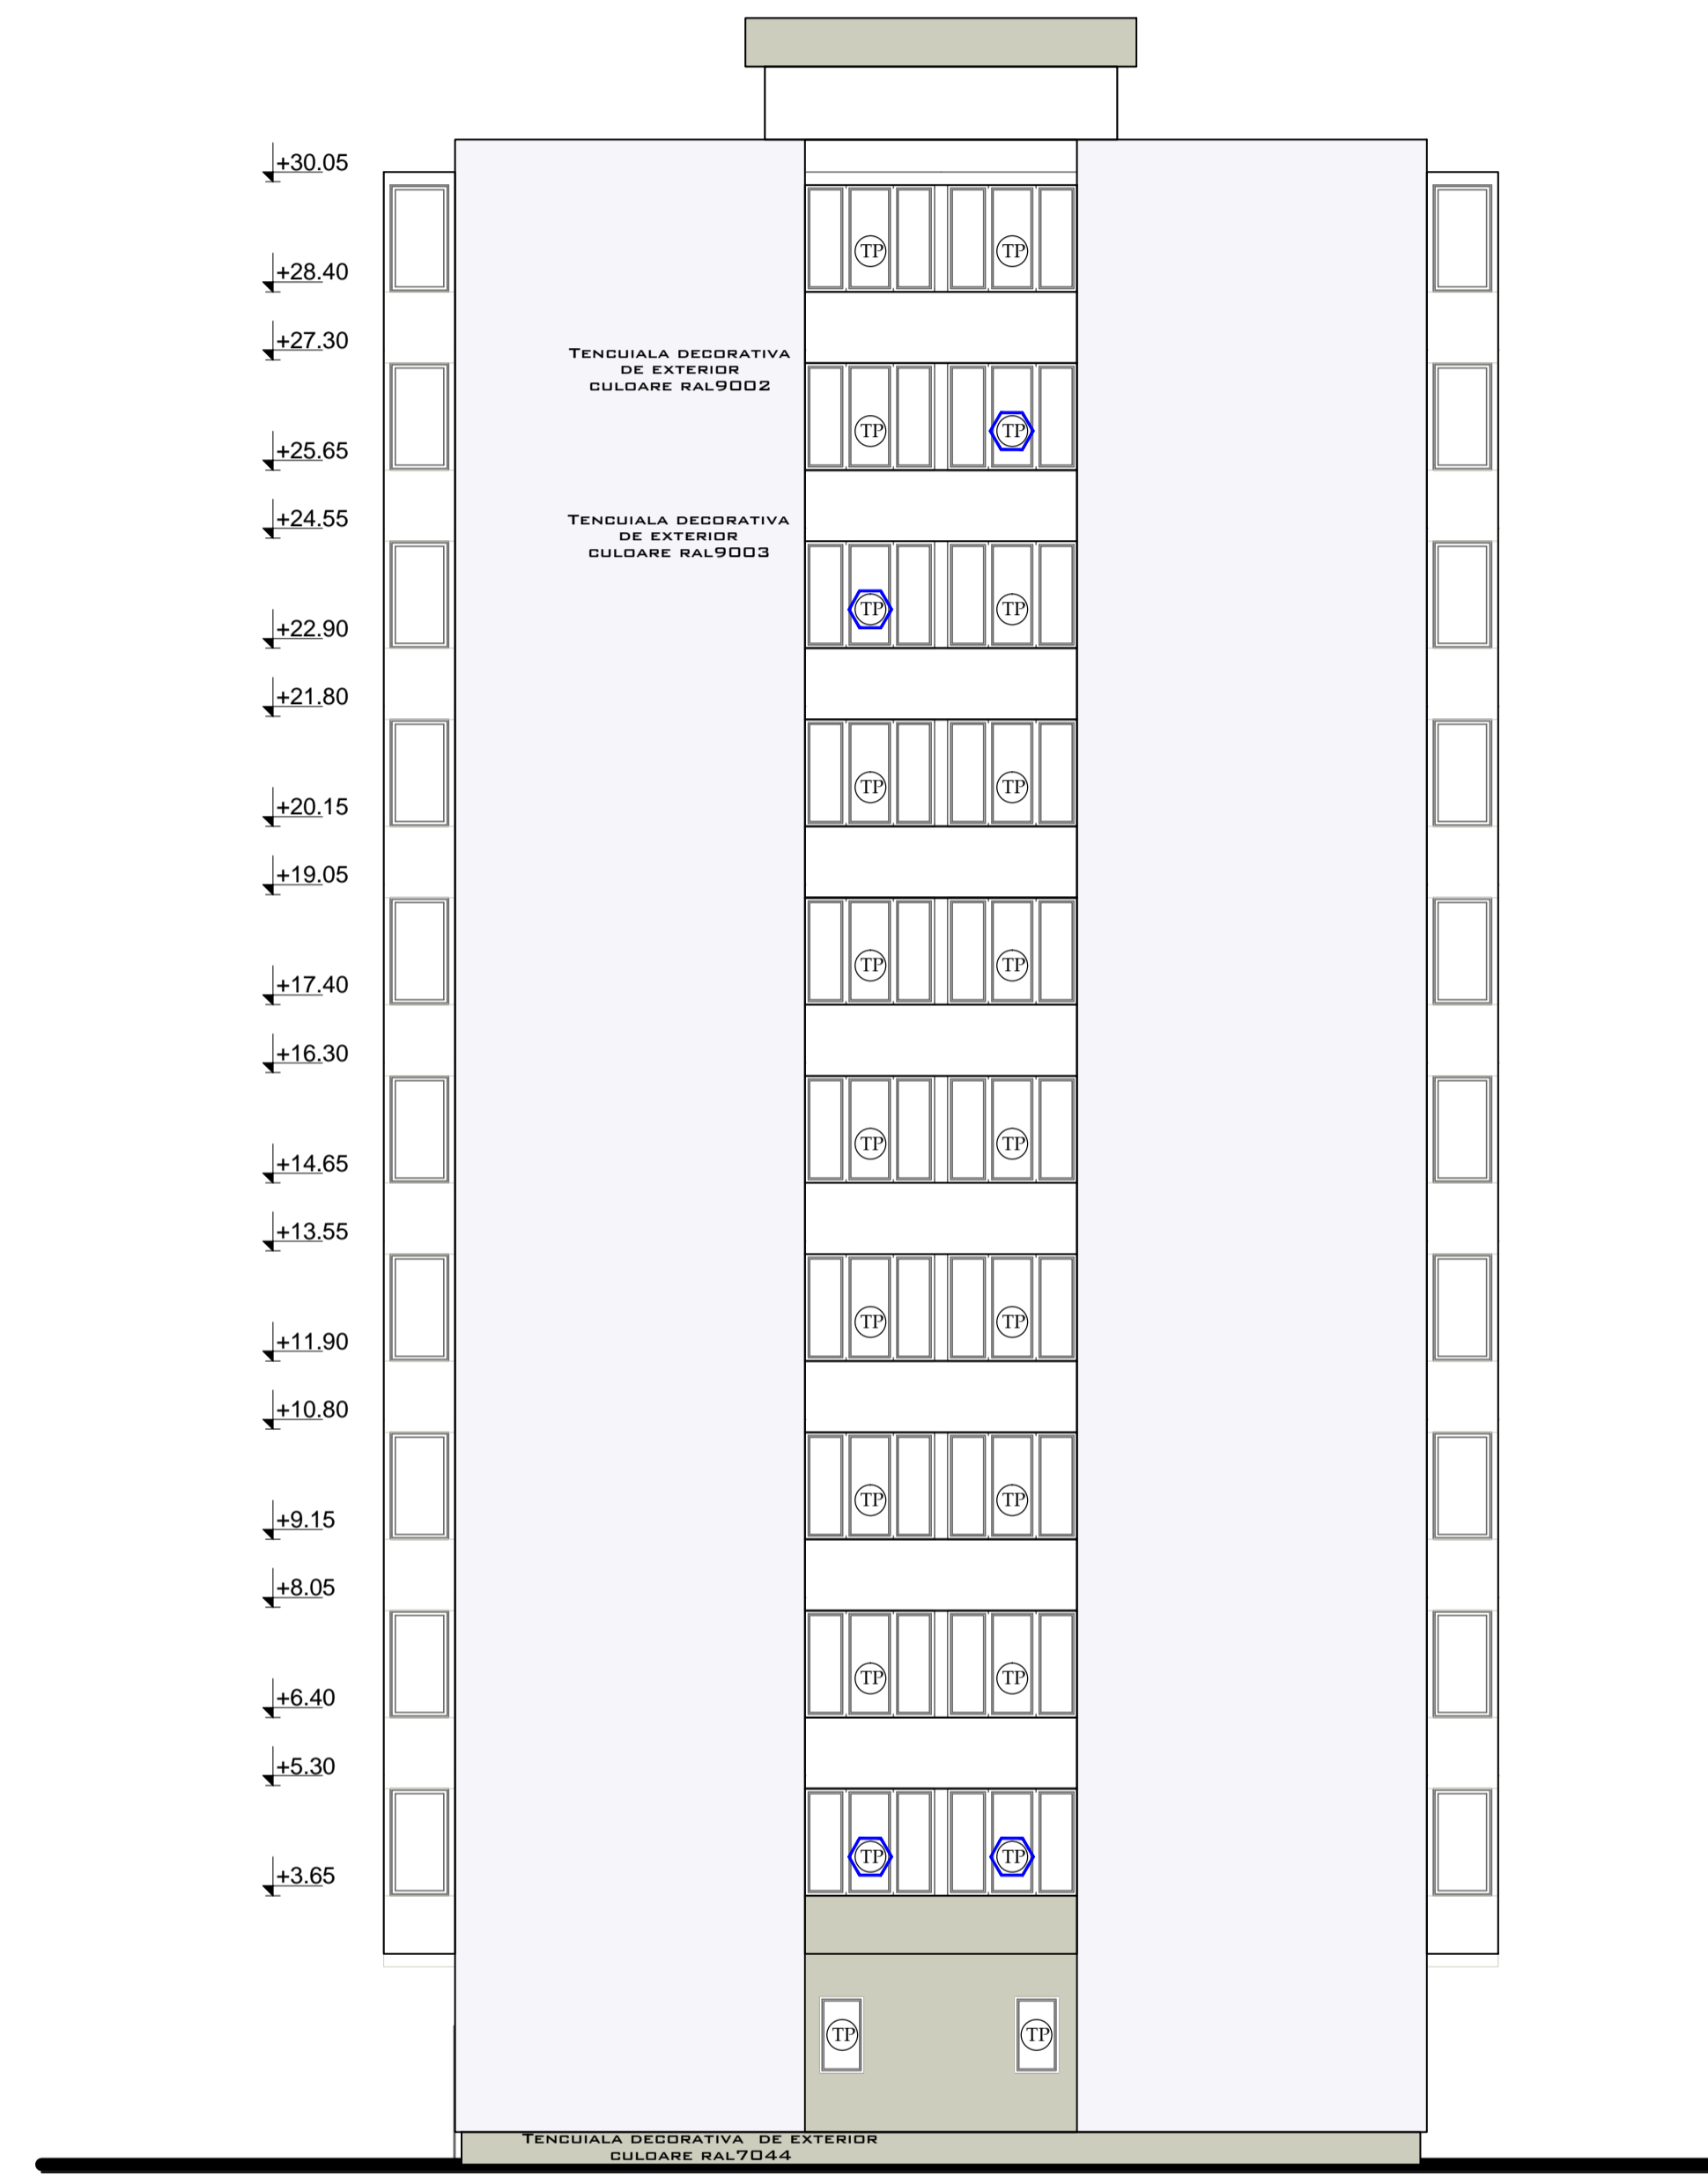 +30.05
TP TP
+28.40
+27.30
Tencuiala decorativa
de exterior
culoare ral9002
TP TP
+25.65
+24.55
Tencuiala decorativa
de exterior
culoare ral9003
TP TP
+22.90
+21.80
TP TP
+20.15
+19.05
TP TP
+17.40
+16.30
TP TP
+14.65
+13.55
TP TP
+11.90
+10.80
TP TP
+9.15
+8.05
TP TP
+6.40
+5.30
TP TP
+3.65
TP TP
Tencuiala decorativa de exterior
culoare ral7044